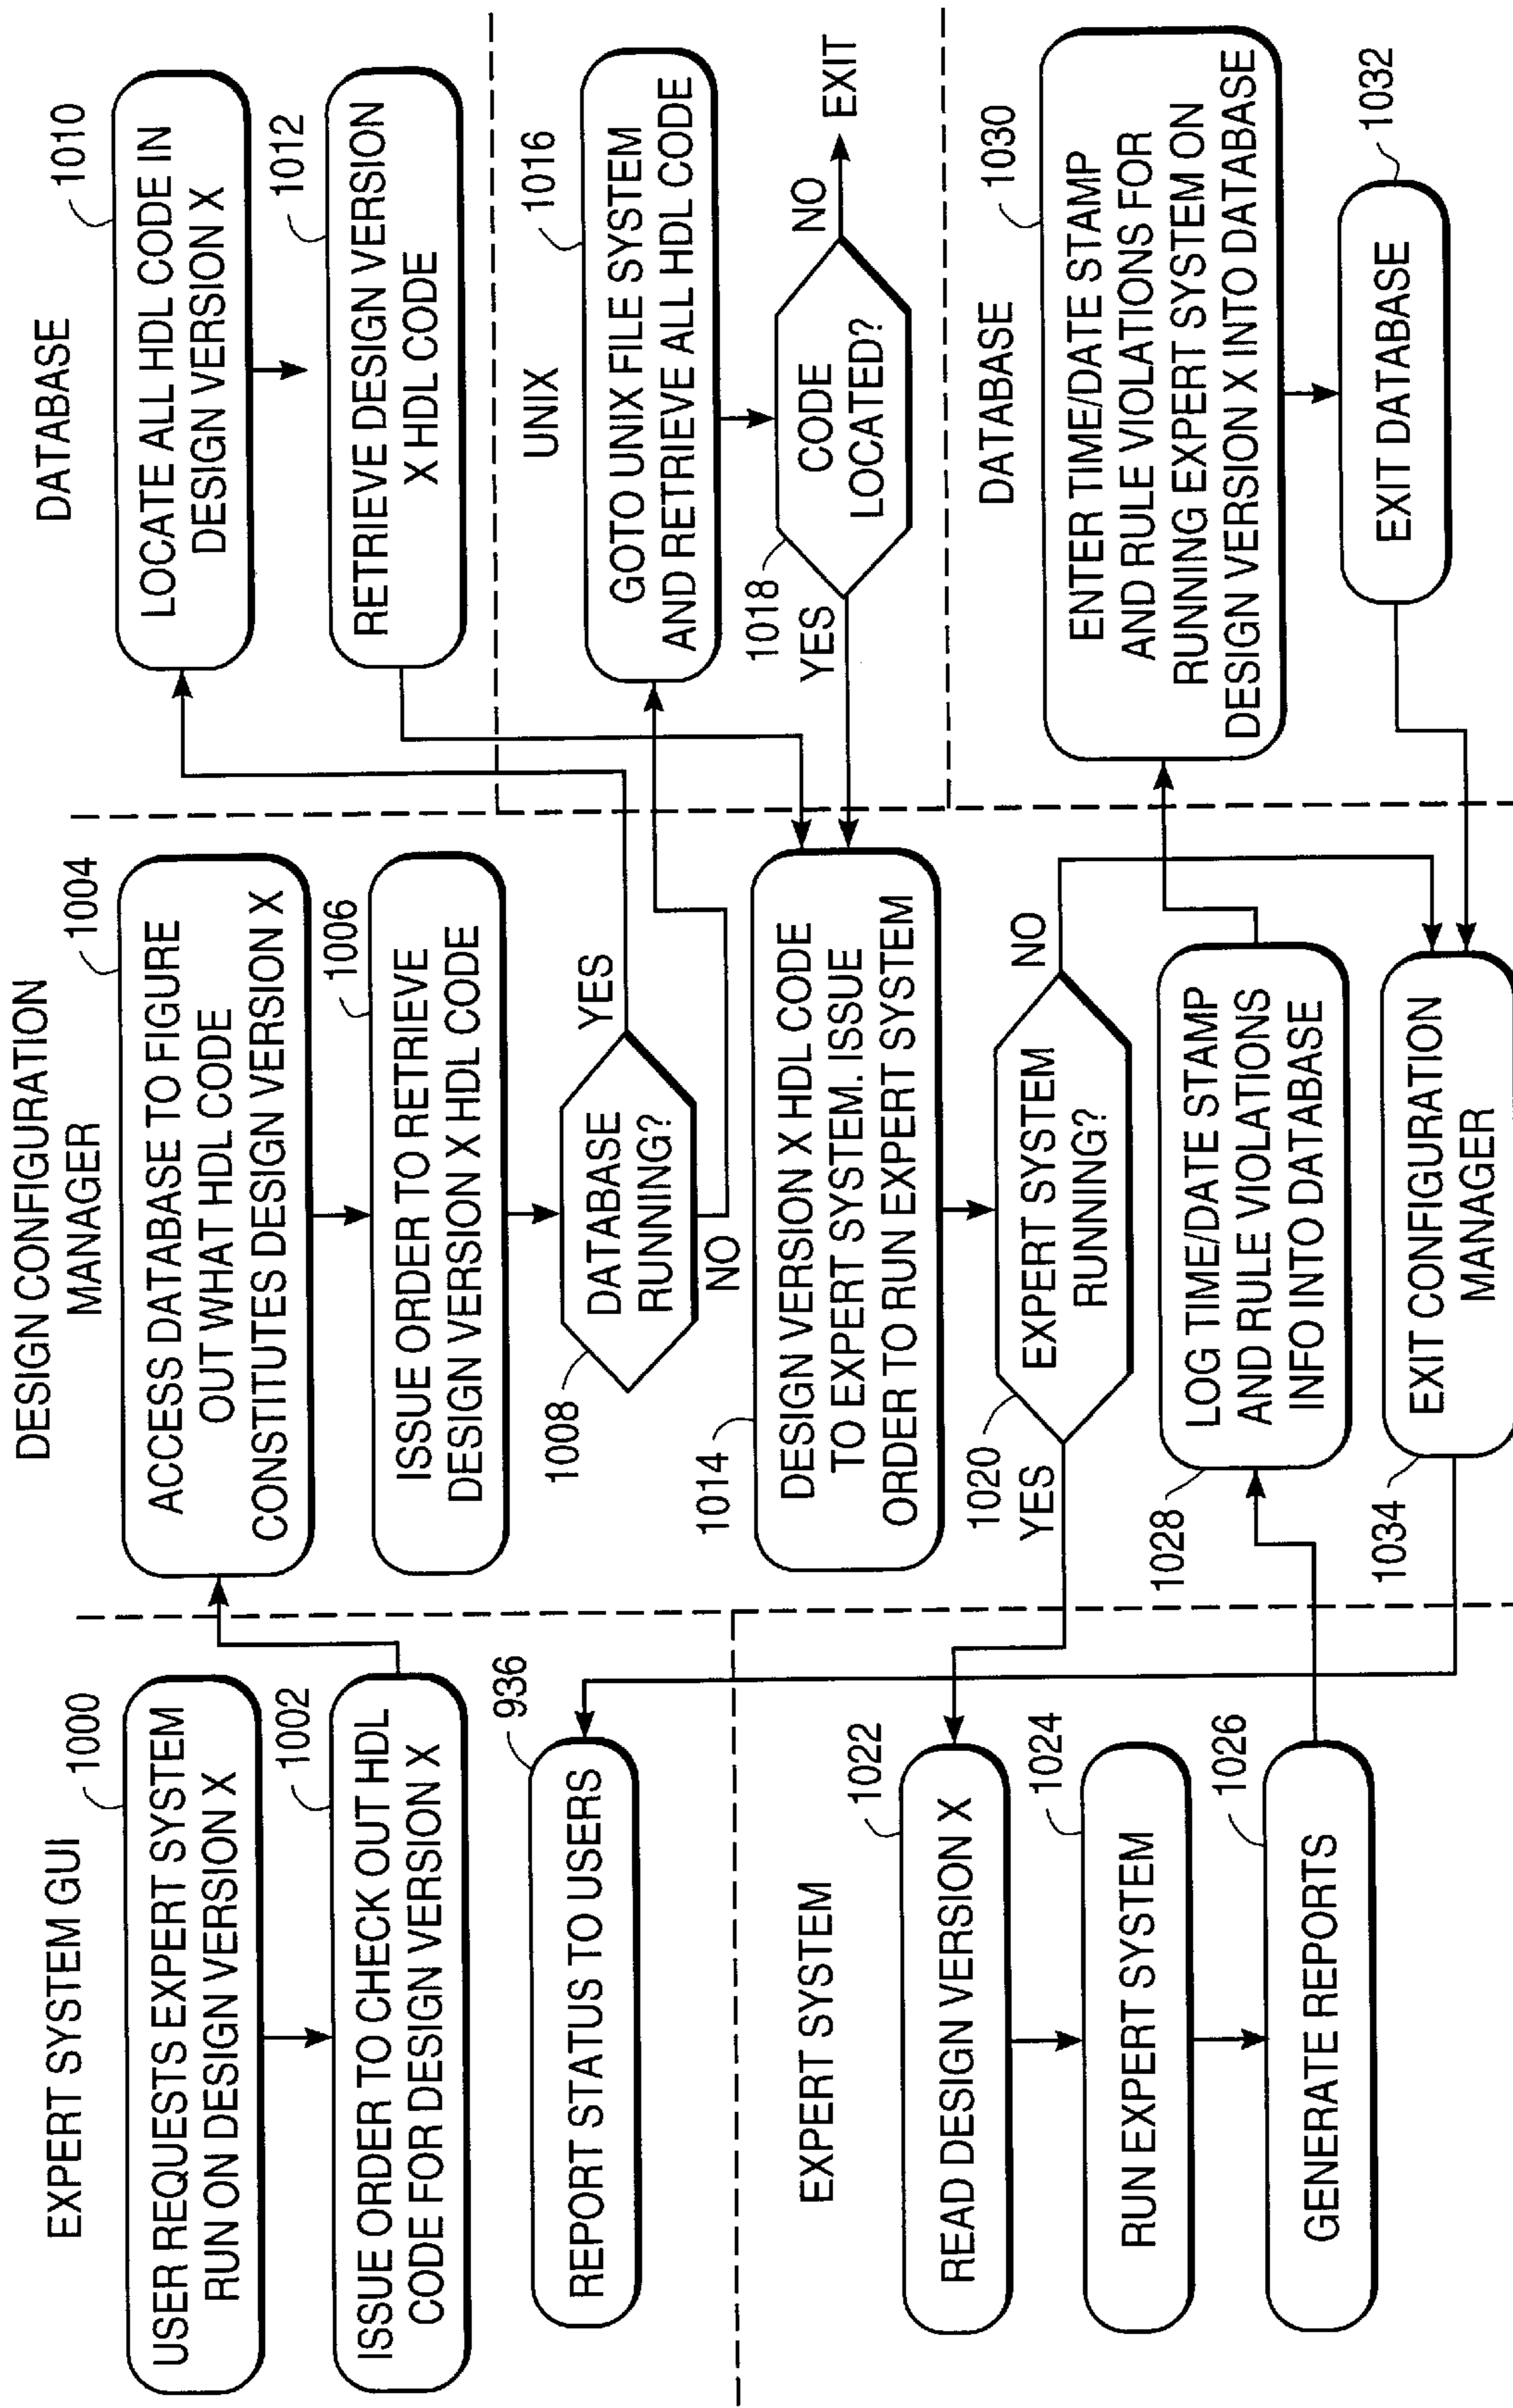 EXPERT SYSTEM GUI
1000
USER REQUESTS EXPERT SYSTEM
RUN ON DESIGN VERSION X
1002
ISSUE ORDER TO CHECK OUT HDL
CODE FOR DESIGN VERSION X
936
REPORT STATUS TO USERS
EXPERT SYSTEM
1022
READ DESIGN VERSION X
1024
RUN EXPERT SYSTEM
1026
GENERATE REPORTS
DESIGN CONFIGURATION
MANAGER
1004
ACCESS DATABASE TO FIGURE
OUT WHAT HDL CODE
CONSTITUTES DESIGN VERSION X
1006
ISSUE ORDER TO RETRIEVE
DESIGN VERSION X HDL CODE
1008
DATABASE
RUNNING?
YES
NO
1014
DESIGN VERSION X HDL CODE
TO EXPERT SYSTEM. ISSUE
ORDER TO RUN EXPERT SYSTEM
1020
YES
EXPERT SYSTEM
RUNNING?
NO
1028
LOG TIME/DATE STAMP
AND RULE VIOLATIONS
INFO INTO DATABASE
1034
EXIT CONFIGURATION
MANAGER
DATABASE
1010
LOCATE ALL HDL CODE IN
DESIGN VERSION X
1012
RETRIEVE DESIGN VERSION
X HDL CODE
UNIX
1016
GOTO UNIX FILE SYSTEM
AND RETRIEVE ALL HDL CODE
1018
YES
CODE
LOCATED?
NO
EXIT
DATABASE
1030
ENTER TIME/DATE STAMP
AND RULE VIOLATIONS FOR
RUNNING EXPERT SYSTEM ON
DESIGN VERSION X INTO DATABASE
1032
EXIT DATABASE